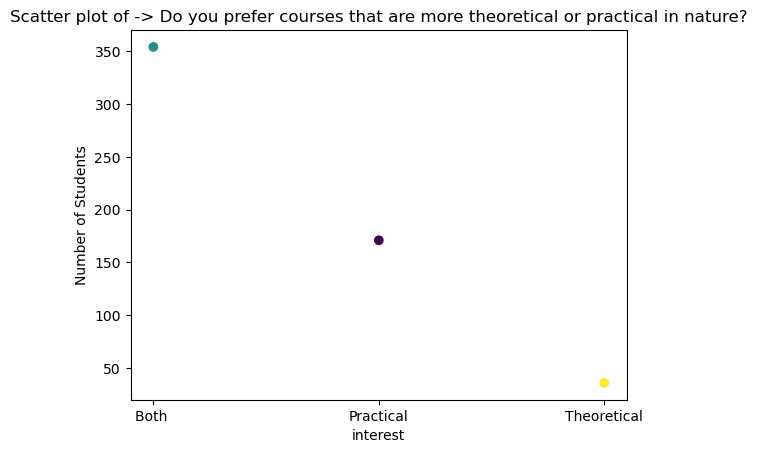 Scatter plot of -> Do you prefer courses that are more theoretical or practical in nature?
350
300
250
200
150
100
50
Number of Students
Both Practical Theoretical
interest